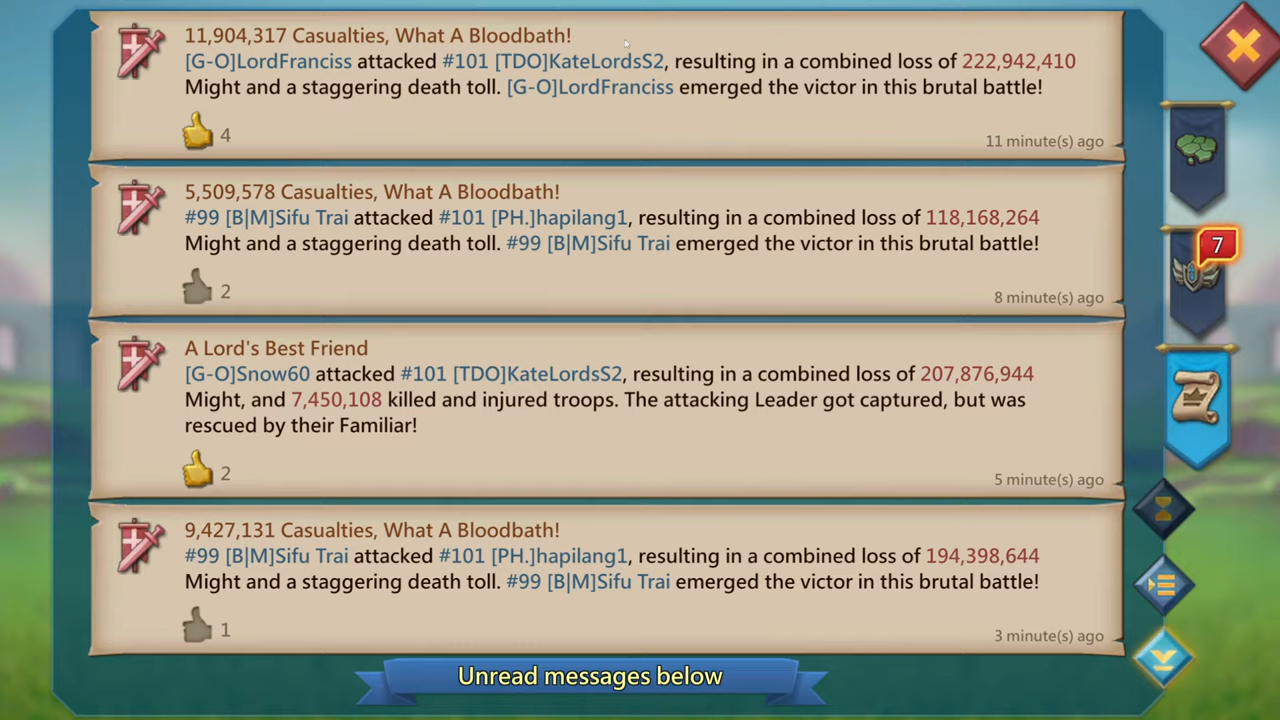 11,904,317 Casualties, What A Bloodbath!
[G-O]LordFranciss attacked #101 [TDO]KateLordsS2, resulting in a combined loss of 222,942,410
Might and a staggering death toll. [G-O]LordFranciss emerged the victor in this brutal battle!
4
11 minute(s) ago
5,509,578 Casualties, What A Bloodbath!
#99 [B|M]Sifu Trai attacked #101 [PH.]hapilang1, resulting in a combined loss of 118,168,264
Might and a staggering death toll. #99 [B|M]Sifu Trai emerged the victor in this brutal battle!
2
8 minute(s) ago
7
A Lord's Best Friend
[G-O]Snow60 attacked #101 [TDO]KateLordsS2, resulting in a combined loss of 207,876,944
Might, and 7,450,108 killed and injured troops. The attacking Leader got captured, but was
rescued by their Familiar!
2
5 minute(s) ago
9,427,131 Casualties, What A Bloodbath!
#99 [B|M]Sifu Trai attacked #101 [PH.]hapilang1, resulting in a combined loss of 194,398,644
Might and a staggering death toll. #99 [B|M]Sifu Trai emerged the victor in this brutal battle!
1
3 minute(s) ago
Unread messages below